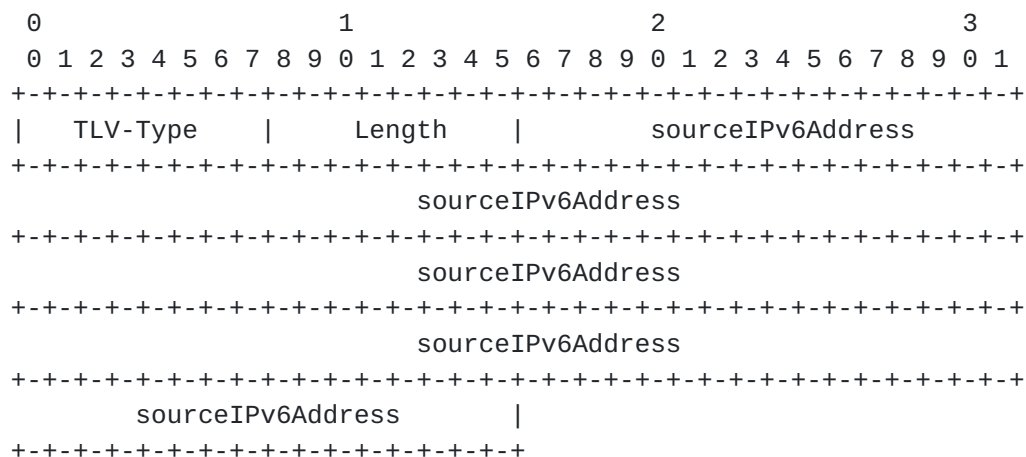 0                   1                   2                   3
 0 1 2 3 4 5 6 7 8 9 0 1 2 3 4 5 6 7 8 9 0 1 2 3 4 5 6 7 8 9 0 1
+-+-+-+-+-+-+-+-+-+-+-+-+-+-+-+-+-+-+-+-+-+-+-+-+-+-+-+-+-+-+-+-+
|   TLV-Type    |     Length    |        sourceIPv6Address
+-+-+-+-+-+-+-+-+-+-+-+-+-+-+-+-+-+-+-+-+-+-+-+-+-+-+-+-+-+-+-+-+
                          sourceIPv6Address
+-+-+-+-+-+-+-+-+-+-+-+-+-+-+-+-+-+-+-+-+-+-+-+-+-+-+-+-+-+-+-+-+
                          sourceIPv6Address
+-+-+-+-+-+-+-+-+-+-+-+-+-+-+-+-+-+-+-+-+-+-+-+-+-+-+-+-+-+-+-+-+
                          sourceIPv6Address
+-+-+-+-+-+-+-+-+-+-+-+-+-+-+-+-+-+-+-+-+-+-+-+-+-+-+-+-+-+-+-+-+
        sourceIPv6Address       |
+-+-+-+-+-+-+-+-+-+-+-+-+-+-+-+-+